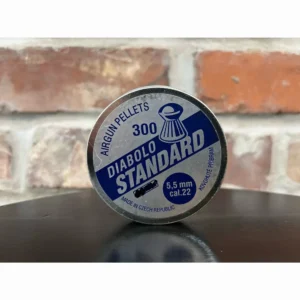 AIRGUN PELLETS
300
DIABOLO
STANDARD
5,5 mm
cal.22
MADE IN CZECH REPUBLIC